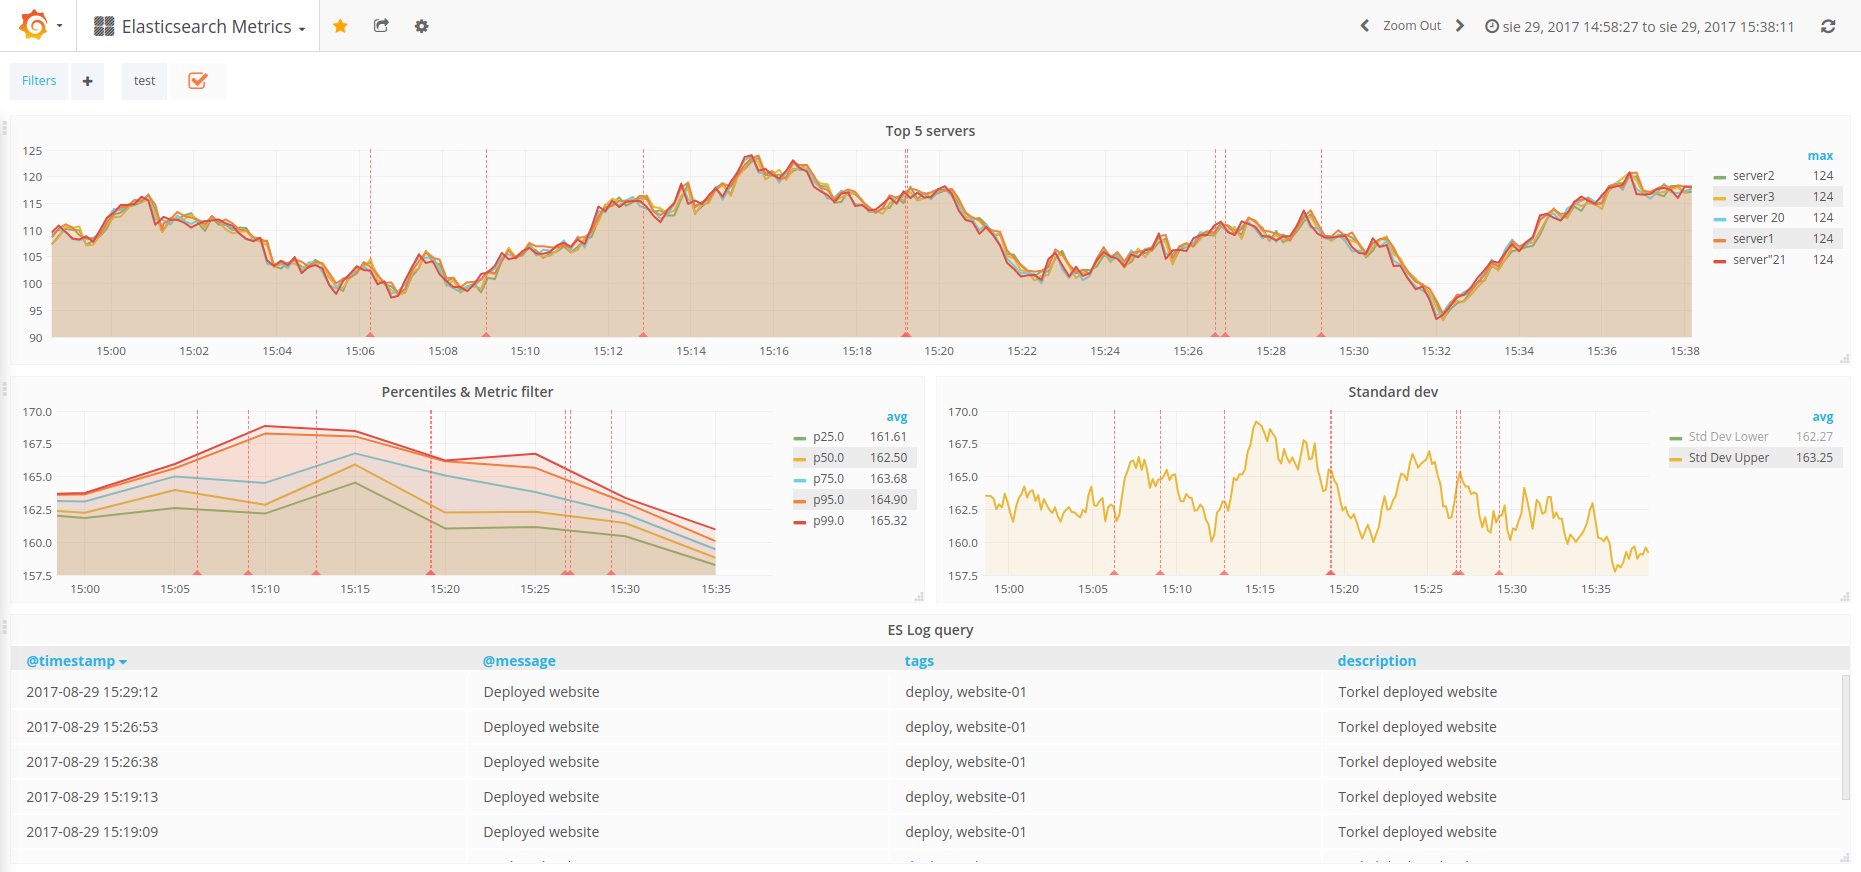 Elasticsearch Metrics
Zoom Out
sie 29, 2017 14:58:27 to sie 29, 2017 15:38:11
Filters + test
Top 5 servers
125
120
115
110
105
100
95
90
15:00 15:02 15:04 15:06 15:08 15:10 15:12 15:14 15:16 15:18 15:20 15:22 15:24 15:26 15:28 15:30 15:32 15:34 15:36 15:38
max
server2 124
server3 124
server 20 124
server1 124
server"21 124
Percentiles & Metric filter
170.0
167.5
165.0
162.5
160.0
157.5
15:00 15:05 15:10 15:15 15:20 15:25 15:30 15:35
avg
p25.0 161.61
p50.0 162.50
p75.0 163.68
p95.0 164.90
p99.0 165.32
Standard dev
170.0
167.5
165.0
162.5
160.0
157.5
15:00 15:05 15:10 15:15 15:20 15:25 15:30 15:35
avg
Std Dev Lower 162.27
Std Dev Upper 163.25
ES Log query
@timestamp @message tags description
2017-08-29 15:29:12 Deployed website deploy, website-01 Torkel deployed website
2017-08-29 15:26:53 Deployed website deploy, website-01 Torkel deployed website
2017-08-29 15:26:38 Deployed website deploy, website-01 Torkel deployed website
2017-08-29 15:19:13 Deployed website deploy, website-01 Torkel deployed website
2017-08-29 15:19:09 Deployed website deploy, website-01 Torkel deployed website